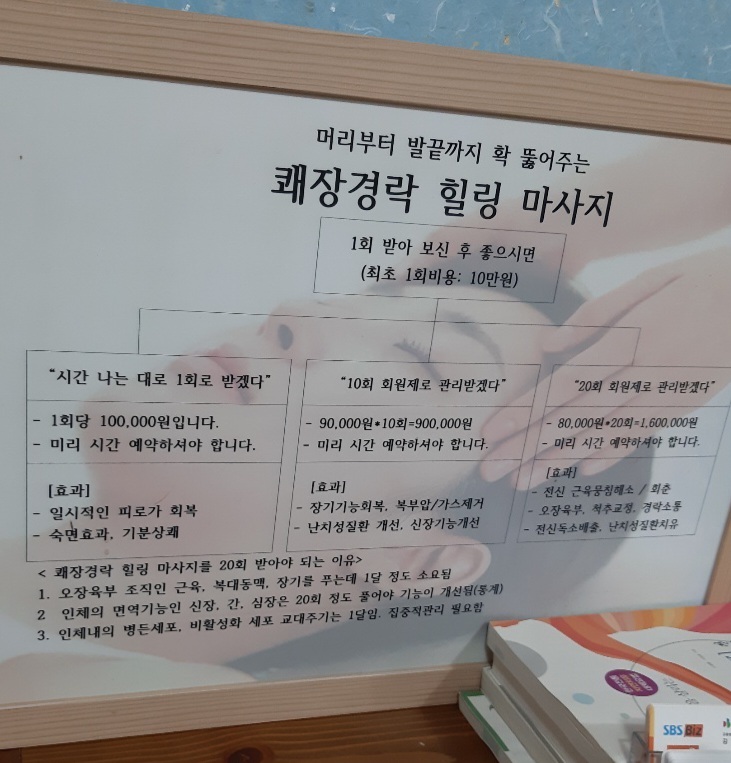 머리부터 발끝까지 확 뚫어주는
쾌장경락 힐링 마사지
1회 받아 보신 후 좋으시면
(최초 1회비용: 10만원)
"시간 나는 대로 1회로 받겠다"
- 1회당 100,000원입니다.
- 미리 시간 예약하셔야 합니다.
[효과]
- 일시적인 피로가 회복
- 숙면효과, 기분상쾌
"10회 회원제로 관리받겠다"
- 90,000원*10회=900,000원
- 미리 시간 예약하셔야 합니다.
[효과]
- 장기기능회복, 복부압/가스제거
- 난치성질환 개선, 신장기능개선
"20회 회원제로 관리받겠다"
- 80,000원*20회=1,600,000원
- 미리 시간 예약하셔야 합니다.
[효과]
- 전신 근육뭉침해소 / 회춘
- 오장육부, 척추교정, 경락소통
- 전신독소배출, 난치성질환치유
< 쾌장경락 힐링 마사지를 20회 받아야 되는 이유>
1. 오장육부 조직인 근육, 복대동맥, 장기를 푸는데 1달 정도 소요됨
2 인체의 면역기능인 신장, 간, 심장은 20회 정도 풀어야 기능이 개선됨(통계)
3. 인체내의 병든세포, 비활성화 세포 교대주기는 1달임. 집중적관리 필요함
SBS Biz